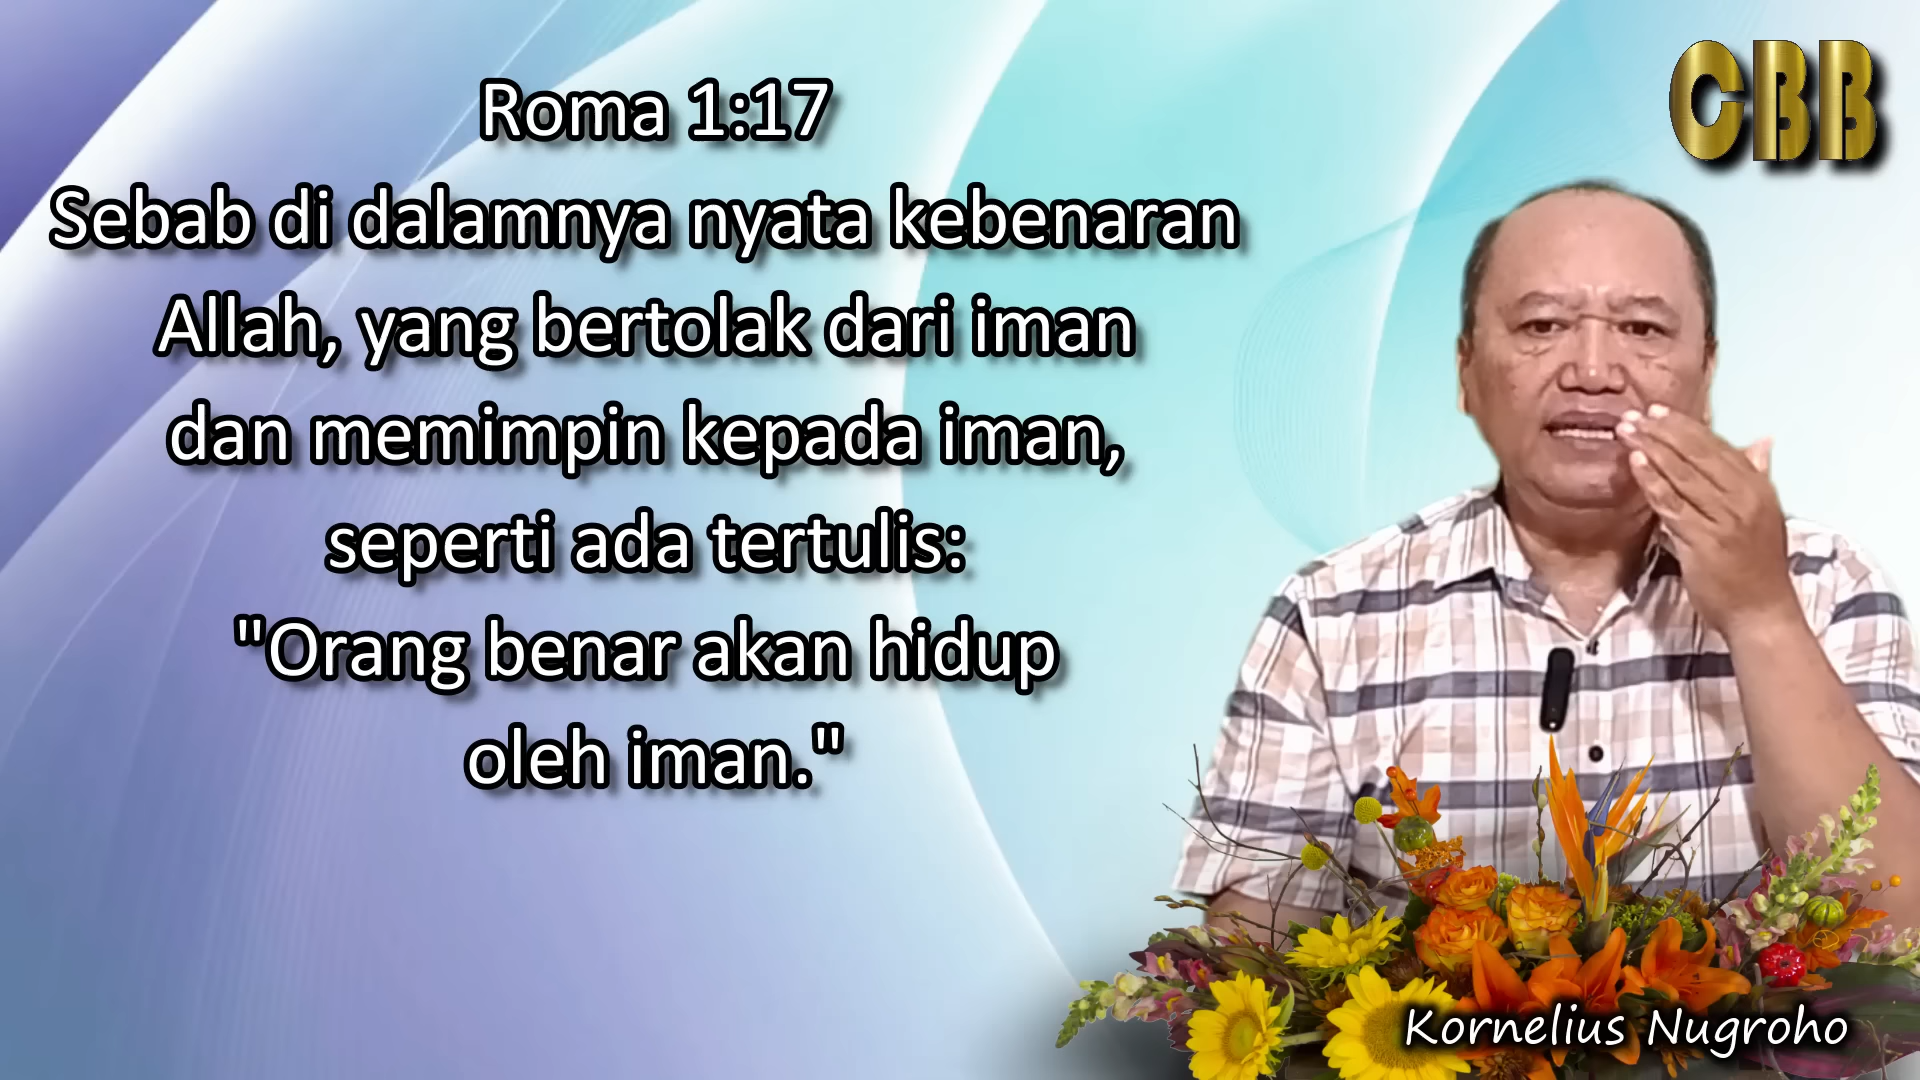 CBB
Roma 1:17
Sebab di dalamnya nyata kebenaran
Allah, yang bertolak dari iman
dan memimpin kepada iman,
seperti ada tertulis:
"Orang benar akan hidup
oleh iman."
Kornelius Nugroho